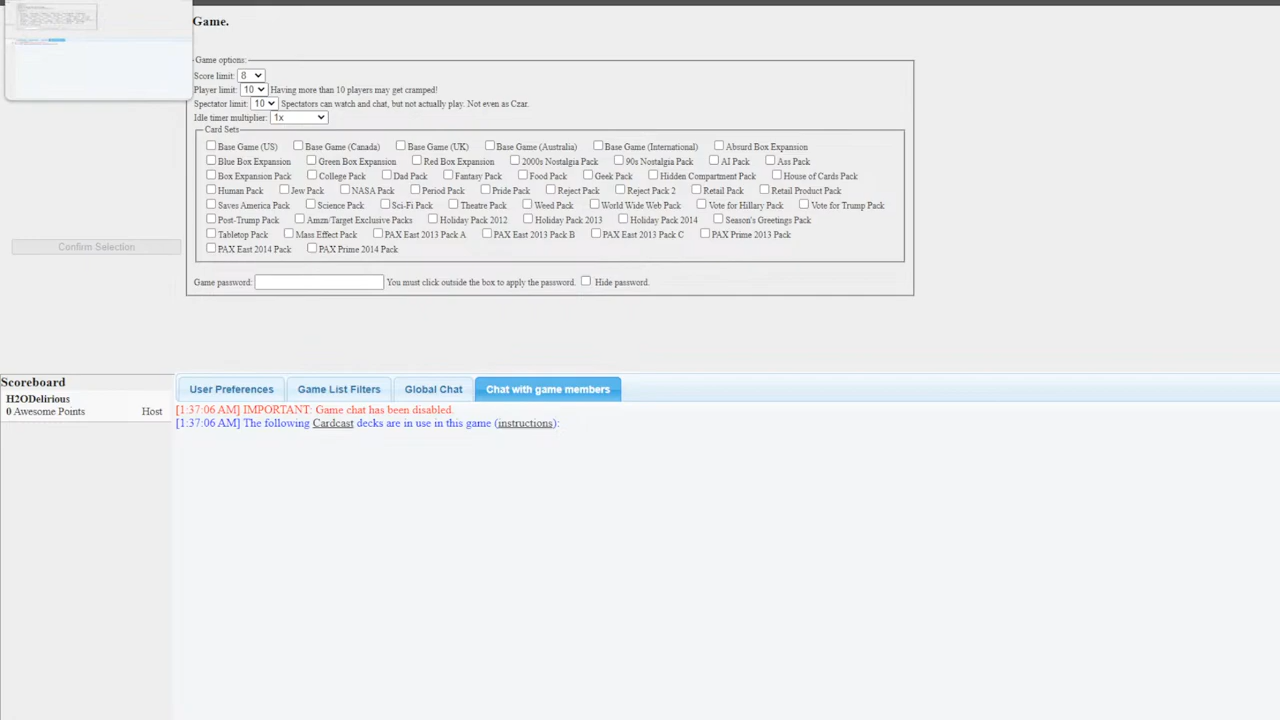 Game.
Game options:
Score limit: 8
Player limit: 10 Having more than 10 players may get cramped!
Spectator limit: 10 Spectators can watch and chat, but not actually play. Not even as Czar.
Idle timer multiplier: 1x
Card Sets
Base Game (US) Base Game (Canada) Base Game (UK) Base Game (Australia) Base Game (International) Absurd Box Expansion
Blue Box Expansion Green Box Expansion Red Box Expansion 2000s Nostalgia Pack 90s Nostalgia Pack AI Pack Ass Pack
Box Expansion Pack College Pack Dad Pack Fantasy Pack Food Pack Geek Pack Hidden Compartment Pack House of Cards Pack
Human Pack Jew Pack NASA Pack Period Pack Pride Pack Reject Pack Reject Pack 2 Retail Pack Retail Product Pack
Saves America Pack Science Pack Sci-Fi Pack Theatre Pack Weed Pack World Wide Web Pack Vote for Hillary Pack Vote for Trump Pack
Post-Trump Pack Amzn/Target Exclusive Packs Holiday Pack 2012 Holiday Pack 2013 Holiday Pack 2014 Season's Greetings Pack
Tabletop Pack Mass Effect Pack PAX East 2013 Pack A PAX East 2013 Pack B PAX East 2013 Pack C PAX Prime 2013 Pack
Confirm Selection
PAX East 2014 Pack PAX Prime 2014 Pack
Game password: You must click outside the box to apply the password. Hide password.
Scoreboard
H2ODelirious
0 Awesome Points Host
User Preferences Game List Filters Global Chat Chat with game members
[1:37:06 AM] IMPORTANT: Game chat has been disabled.
[1:37:06 AM] The following Cardcast decks are in use in this game (instructions):